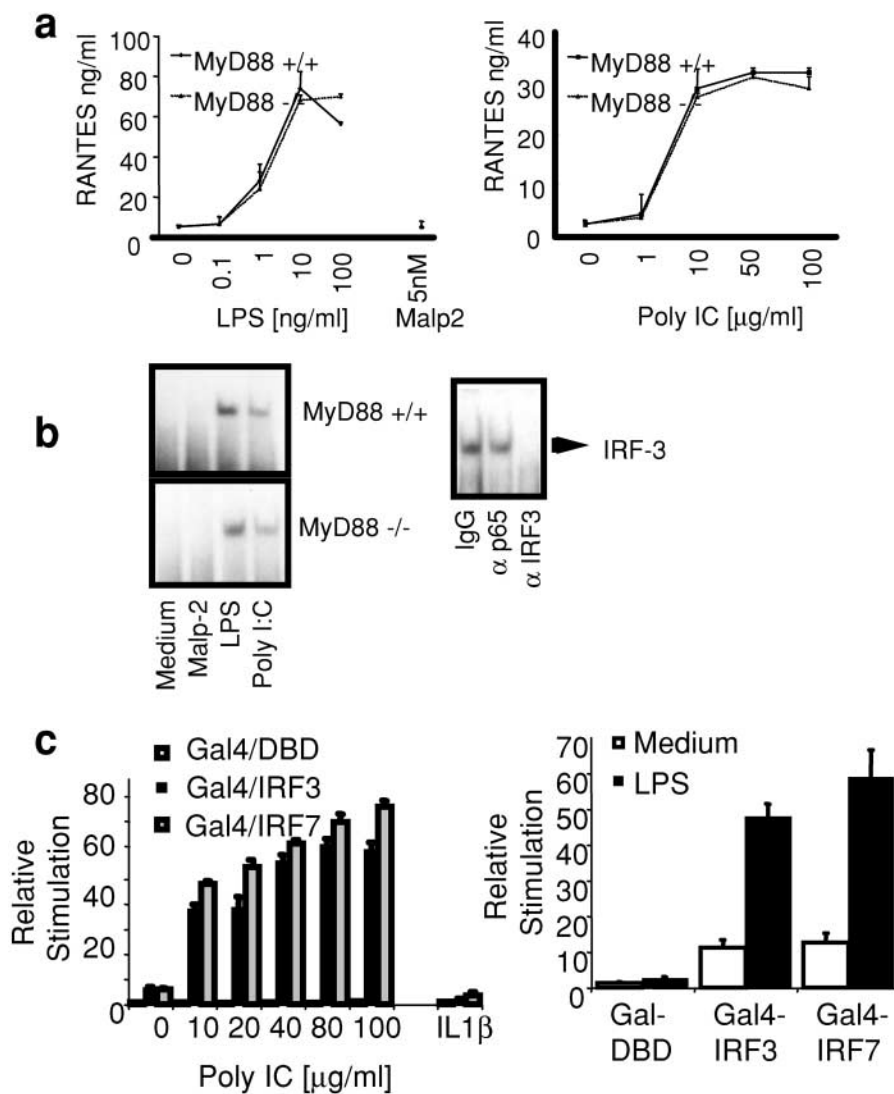 a
RANTES ng/ml
100
80
60
40
20
0
MyD88 +/+
MyD88 -
0
0.1
1
10
100
5nM
LPS [ng/ml]
Malp2
RANTES ng/ml
40
30
20
10
0
MyD88 +/+
MyD88 -
0
1
10
50
100
Poly IC [μg/ml]
b
MyD88 +/+
MyD88 -/-
Medium
Malp-2
LPS
Poly I:C
IRF-3
IgG
α p65
α IRF3
c
Gal4/DBD
Gal4/IRF3
Gal4/IRF7
Relative
Stimulation
80
60
40
20
0
0 10 20 40 80 100 IL1β
Poly IC [μg/ml]
Medium
LPS
Relative
Stimulation
70
60
50
40
30
20
10
0
Gal-
DBD
Gal4-
IRF3
Gal4-
IRF7